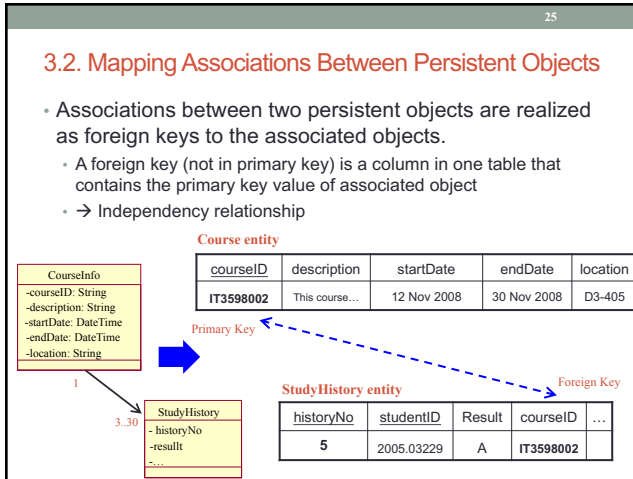 25
3.2. Mapping Associations Between Persistent Objects
• Associations between two persistent objects are realized
as foreign keys to the associated objects.
• A foreign key (not in primary key) is a column in one table that
contains the primary key value of associated object
• → Independency relationship
Course entity
courseID description startDate endDate location
IT3598002 This course… 12 Nov 2008 30 Nov 2008 D3-405
CourseInfo
-courseID: String
-description: String
-startDate: DateTime
-endDate: DateTime
-location: String
Primary Key
1
3..30
StudyHistory
- historyNo
-resullt
-...
Foreign Key
StudyHistory entity
historyNo studentID Result courseID …
5 2005.03229 A IT3598002